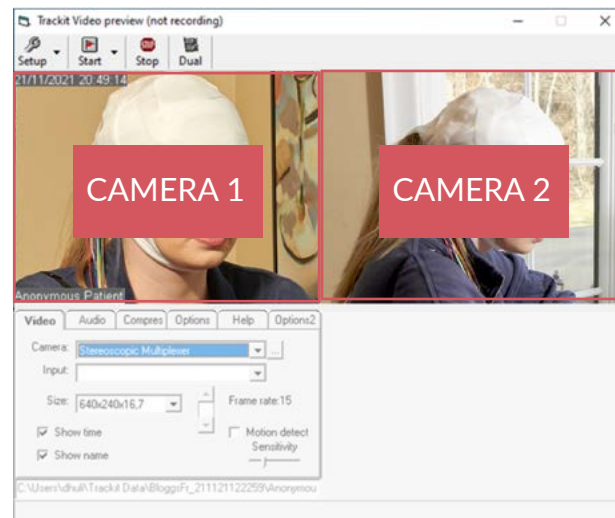 Trackit Video preview (not recording)
Setup Start Stop Dual
21/11/2021 20:49:14
CAMERA 1
CAMERA 2
Anonymous Patient
Video Audio Compres Options Help Options2
Camera: Stereoscopic Multiplexer ...
Input:
Size: 640x240x16,7 Frame rate:15
Show time Motion detect
Sensitivity
Show name
C:\Users\dhuli\Trackit Data\BloggsFr_211121122259\Anonymou